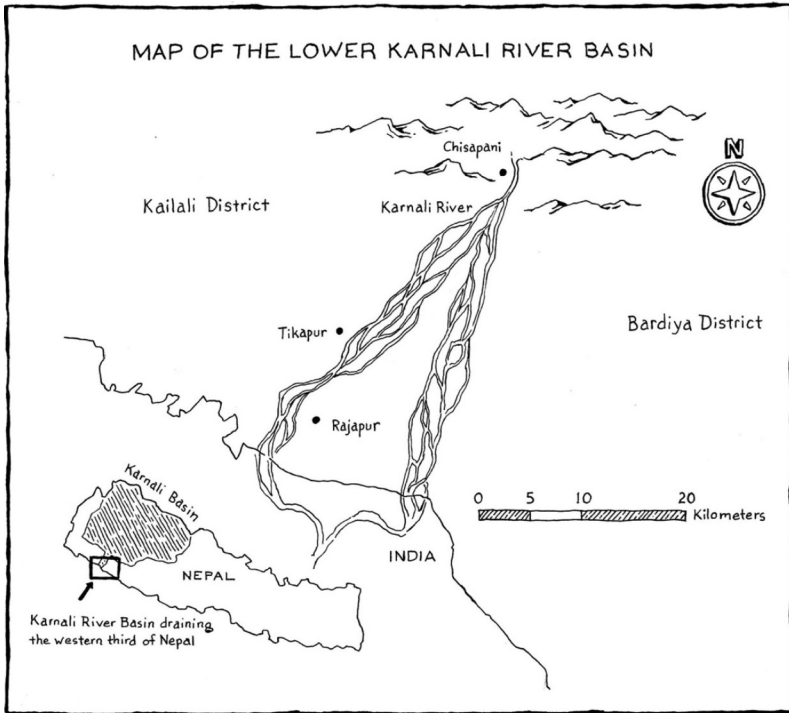 MAP OF THE LOWER KARNALI RIVER BASIN
Chisapani
N
Kailali District
Karnali River
Tikapur
Bardiya District
Rajapur
Karnali Basin
0 5 10 20
Kilometers
INDIA
NEPAL
Karnali River Basin draining
the western third of Nepal